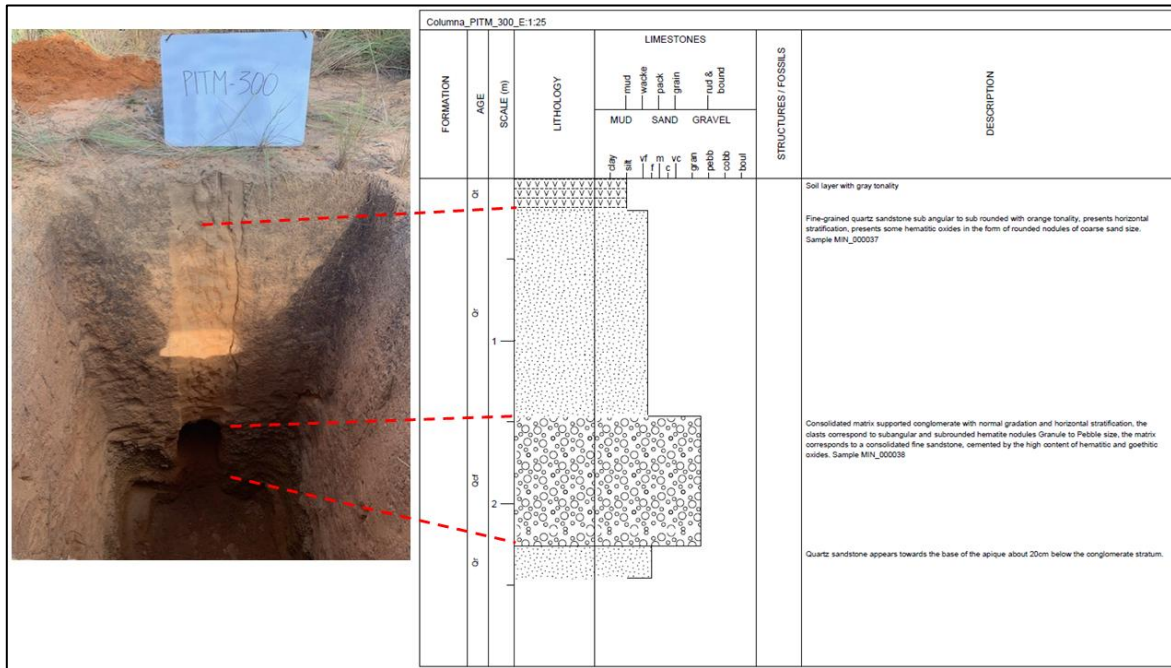 PITM-300
Columna_PITM_300_E:1:25
FORMATION
AGE
SCALE (m)
LITHOLOGY
LIMESTONES
mud
wacke
pack
grain
rud &
bound
MUD SAND GRAVEL
clay
silt
vf
f
m
c
vc
gran
pebb
cobb
boul
STRUCTURES / FOSSILS
DESCRIPTION
Soil layer with gray tonality
Fine-grained quartz sandstone sub angular to sub rounded with orange tonality, presents horizontal
stratification, presents some hematitic oxides in the form of rounded nodules of coarse sand size.
Sample MIN_000037
Qr
1
Consolidated matrix supported conglomerate with normal gradation and horizontal stratification, the
clasts correspond to subangular and subrounded hematite nodules Granule to Pebble size, the matrix
corresponds to a consolidated fine sandstone, cemented by the high content of hematitic and goethitic
oxides. Sample MIN_000038
2
Qr
Quartz sandstone appears towards the base of the apique about 20cm below the conglomerate stratum.